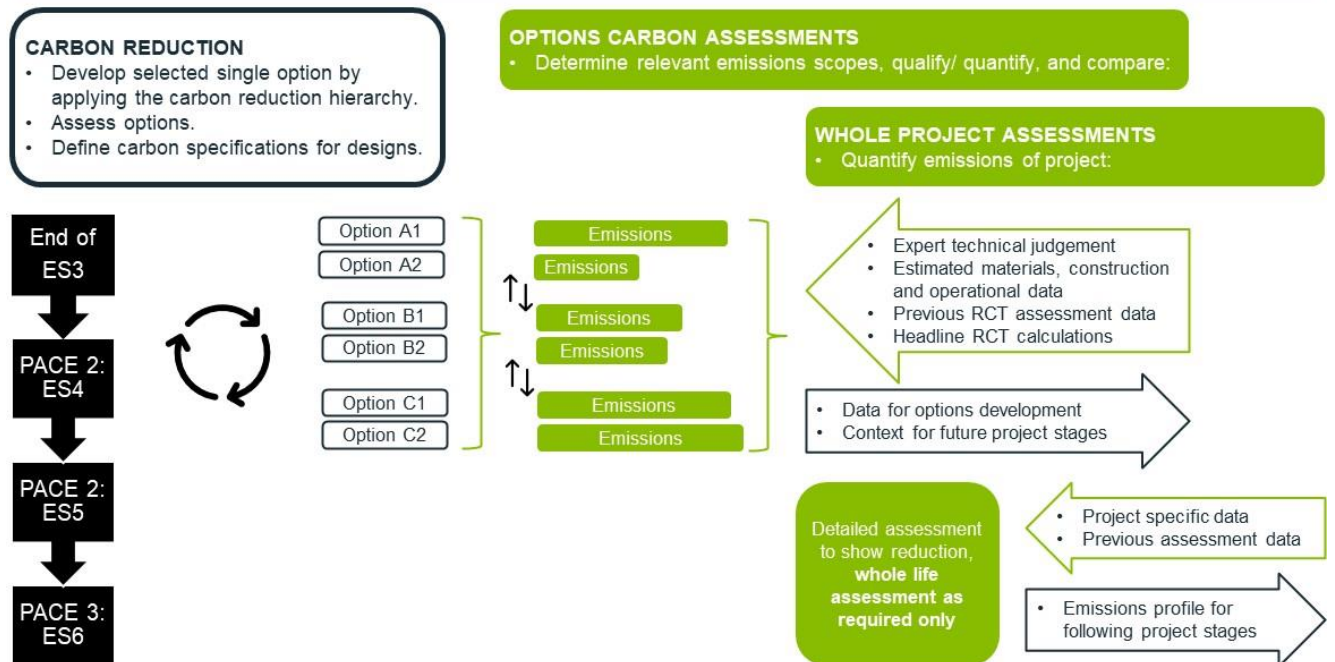 CARBON REDUCTION
• Develop selected single option by
applying the carbon reduction hierarchy.
• Assess options.
• Define carbon specifications for designs.
OPTIONS CARBON ASSESSMENTS
• Determine relevant emissions scopes, qualify/ quantify, and compare:
WHOLE PROJECT ASSESSMENTS
• Quantify emissions of project:
End of
ES3
PACE 2:
ES4
PACE 2:
ES5
PACE 3:
ES6
Option A1
Option A2
Option B1
Option B2
Option C1
Option C2
Emissions
Emissions
Emissions
Emissions
Emissions
Emissions
• Expert technical judgement
• Estimated materials, construction
and operational data
• Previous RCT assessment data
• Headline RCT calculations
• Data for options development
• Context for future project stages
Detailed assessment
to show reduction,
whole life
assessment as
required only
• Project specific data
• Previous assessment data
• Emissions profile for
following project stages